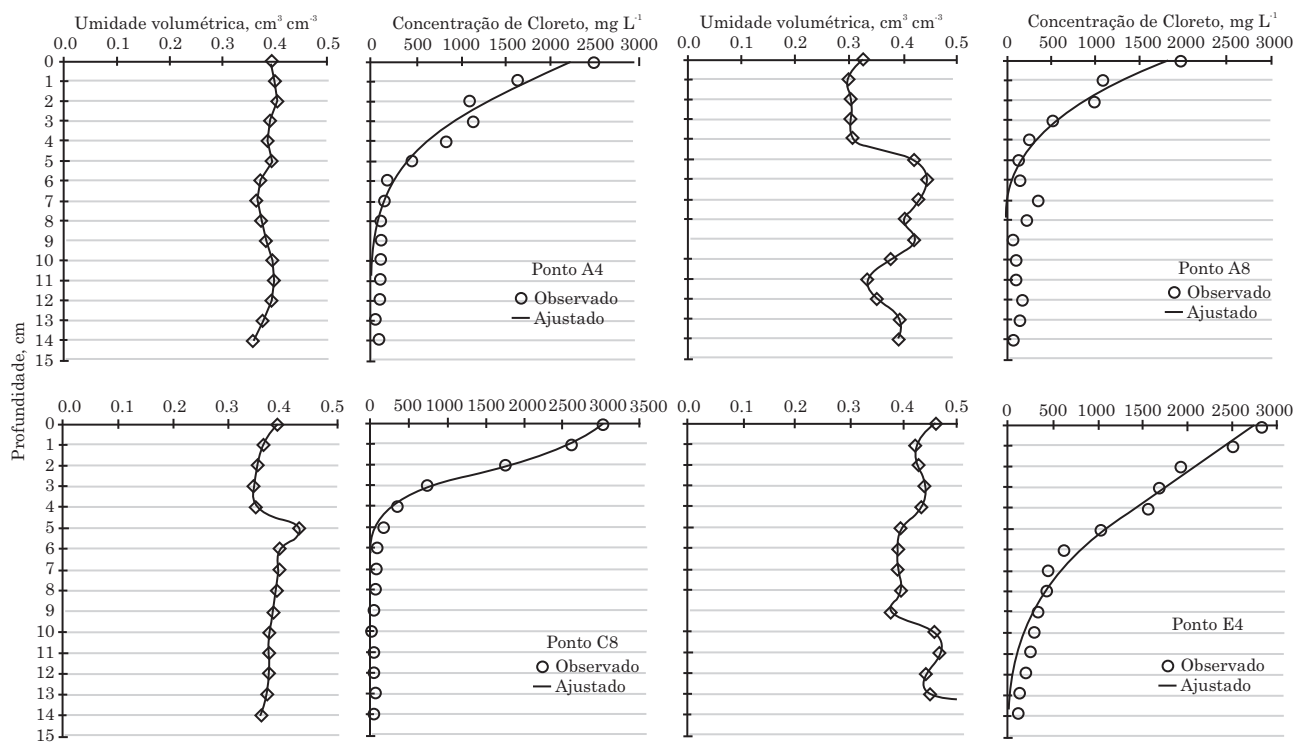 Umidade volumétrica, cm³ cm⁻³
0.0 0.1 0.2 0.3 0.4 0.5
Concentração de Cloreto, mg L⁻¹
0 500 1000 1500 2000 2500 3000
Umidade volumétrica, cm³ cm⁻³
0.0 0.1 0.2 0.3 0.4 0.5
Concentração de Cloreto, mg L⁻¹
0 500 1000 1500 2000 2500 3000
0
1
2
3
4
5
6
7
8
9
10
11
12
13
14
15
Ponto A4
Observado
Ajustado
Ponto A8
Observado
Ajustado
Profundidade, cm
0.0 0.1 0.2 0.3 0.4 0.5
0 500 1000 1500 2000 2500 3000 3500
0.0 0.1 0.2 0.3 0.4 0.5
0 500 1000 1500 2000 2500 3000
0
1
2
3
4
5
6
7
8
9
10
11
12
13
14
15
Ponto C8
Observado
Ajustado
Ponto E4
Observado
Ajustado